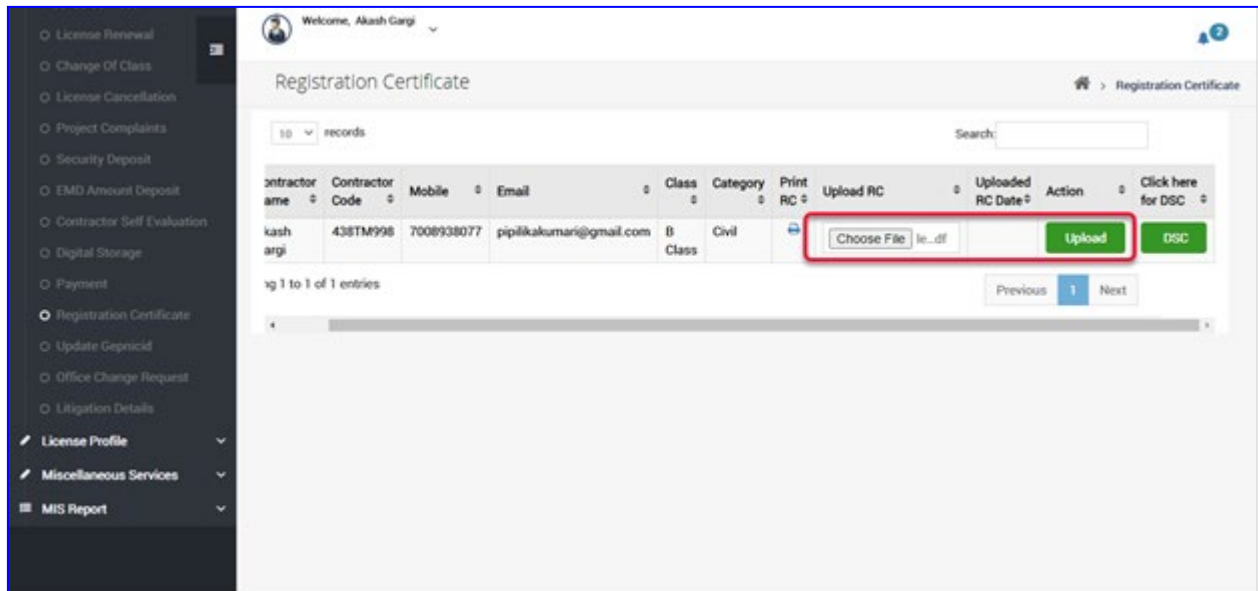 Welcome, Akash Gargi
2
License Renewal
Change Of Class
License Cancellation
Project Complaints
Security Deposit
EMD Amount Deposit
Contractor Self Evaluation
Digital Storage
Payment
Registration Certificate
Update Gepnicid
Office Change Request
Litigation Details
License Profile
Miscellaneous Services
MIS Report
Registration Certificate
> Registration Certificate
10 records
Search:
ontractor ame Contractor Code Mobile Email Class Category Print RC Upload RC Uploaded RC Date Action Click here for DSC
kash argi 438TM998 7008938077 pipilikakumari@gmail.com B Class Civil Choose File le...df Upload DSC
ng 1 to 1 of 1 entries
Previous 1 Next